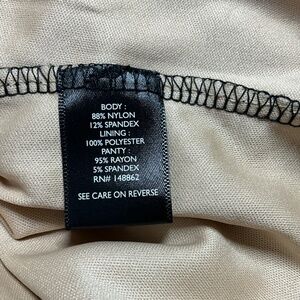 BODY :
88% NYLON
12% SPANDEX
LINING :
100% POLYESTER
PANTY :
95% RAYON
5% SPANDEX
RN# 148862
SEE CARE ON REVERSE